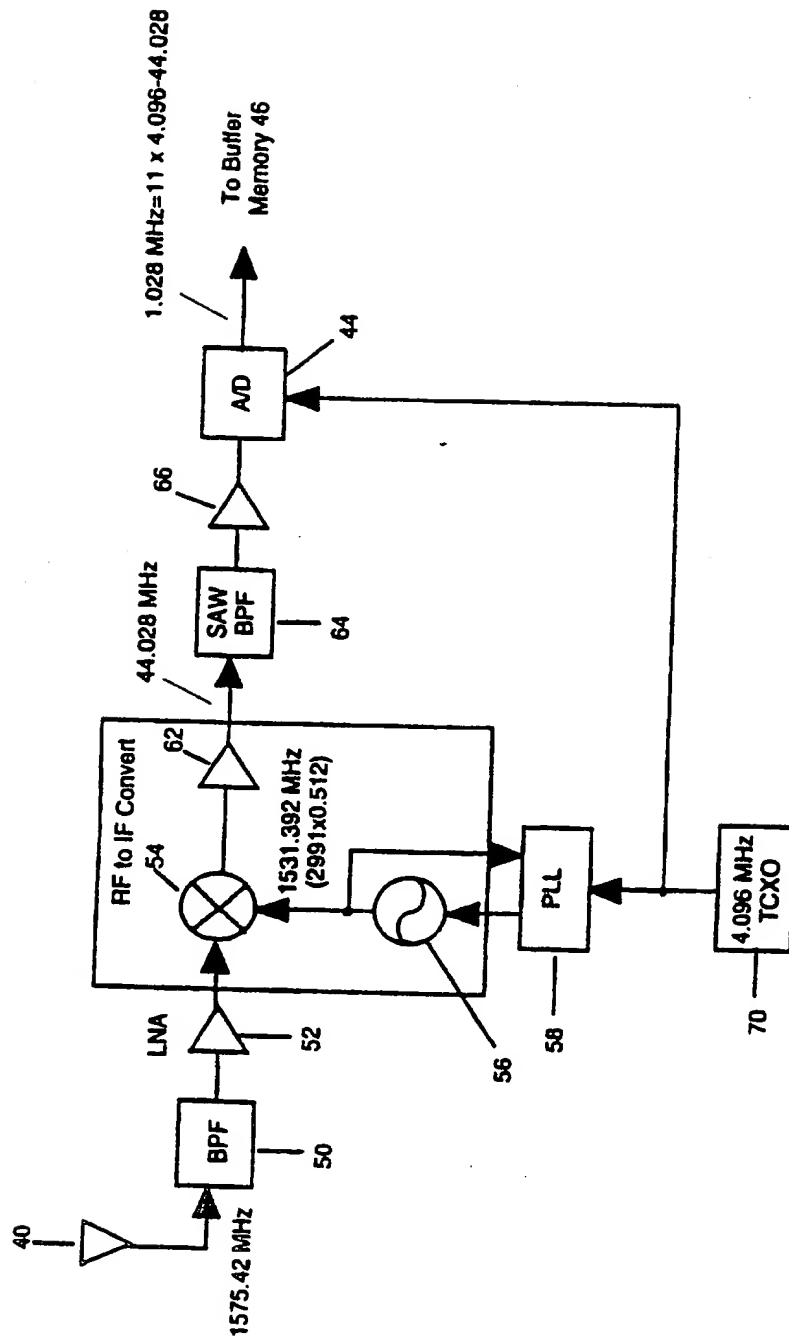 40
1575.42 MHz
BPF
50
LNA
52
RF to IF Convert
54
62
1531.392 MHz
(2991x0.512)
56
PLL
58
4.096 MHz
TCXO
70
44.028 MHz
SAW
BPF
64
66
A/D
44
1.028 MHz=11 x 4.096-44.028
To Buffer
Memory 46